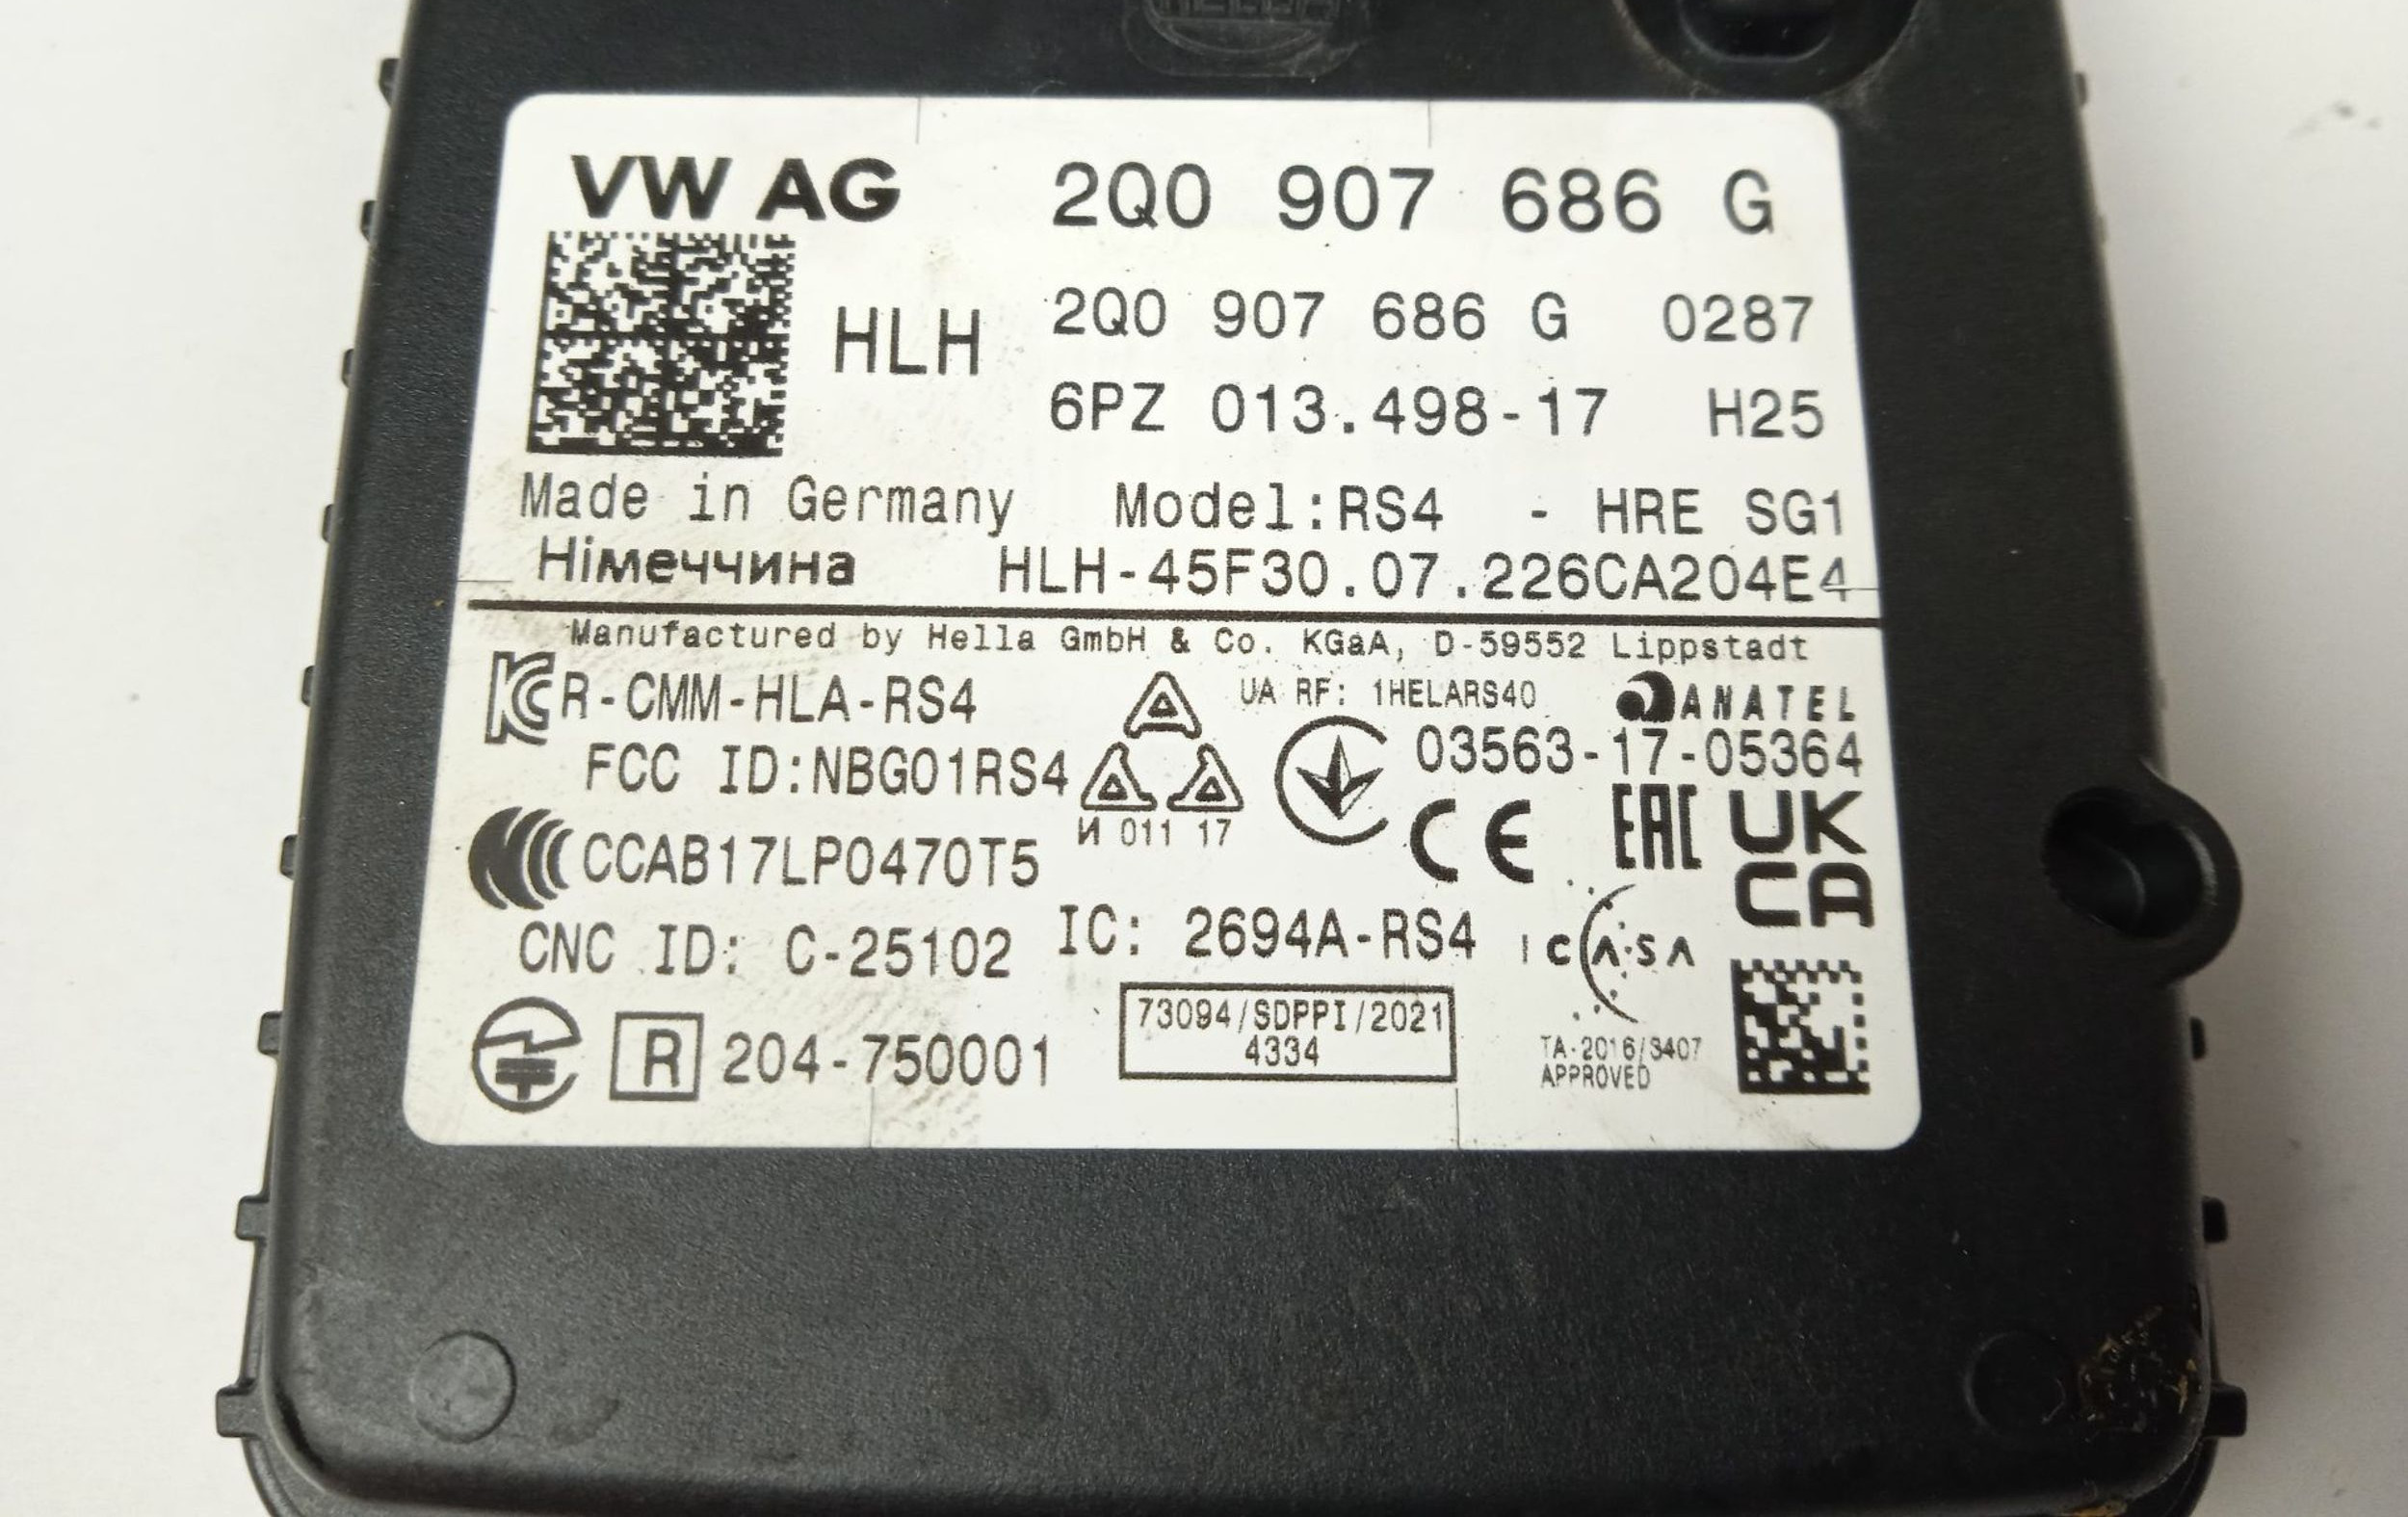 VW AG 2Q0 907 686 G
HLH 2Q0 907 686 G 0287
6PZ 013.498-17 H25
Made in Germany Model:RS4 - HRE SG1
Німеччина HLH-45F30.07.226CA204E4
Manufactured by Hella GmbH & Co. KGaA, D-59552 Lippstadt
R-CMM-HLA-RS4 UA RF: 1HELARS40 ANATEL
FCC ID:NBG01RS4 03563-17-05364
И 011 17
CCAB17LP0470T5 CE EAC UK
CA
CNC ID: C-25102 IC: 2694A-RS4 ICASA
R 204-750001 73094/SDPPI/2021
4334
TA-2016/3407
APPROVED